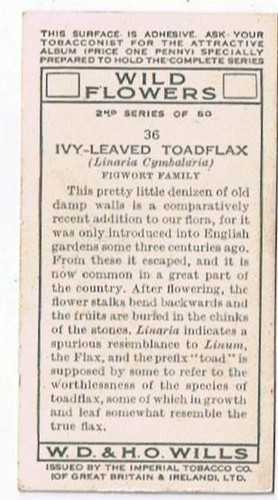 THIS SURFACE IS ADHESIVE. ASK YOUR
TOBACCONIST FOR THE ATTRACTIVE
ALBUM (PRICE ONE PENNY) SPECIALLY
PREPARED TO HOLD THE COMPLETE SERIES
WILD
FLOWERS
2ND SERIES OF 50
36
IVY-LEAVED TOADFLAX
(Linaria Cymbalaria)
FIGWORT FAMILY
This pretty little denizen of old
damp walls is a comparatively
recent addition to our flora, for it
was only introduced into English
gardens some three centuries ago.
From these it escaped, and it is
now common in a great part of
the country. After flowering, the
flower stalks bend backwards and
the fruits are buried in the chinks
of the stones. Linaria indicates a
spurious resemblance to Linum,
the Flax, and the prefix "toad" is
supposed by some to refer to the
worthlessness of the species of
toadflax, some of which in growth
and leaf somewhat resemble the
true flax.
W. D. & H. O. WILLS
ISSUED BY THE IMPERIAL TOBACCO CO.
(OF GREAT BRITAIN & IRELAND), LTD.